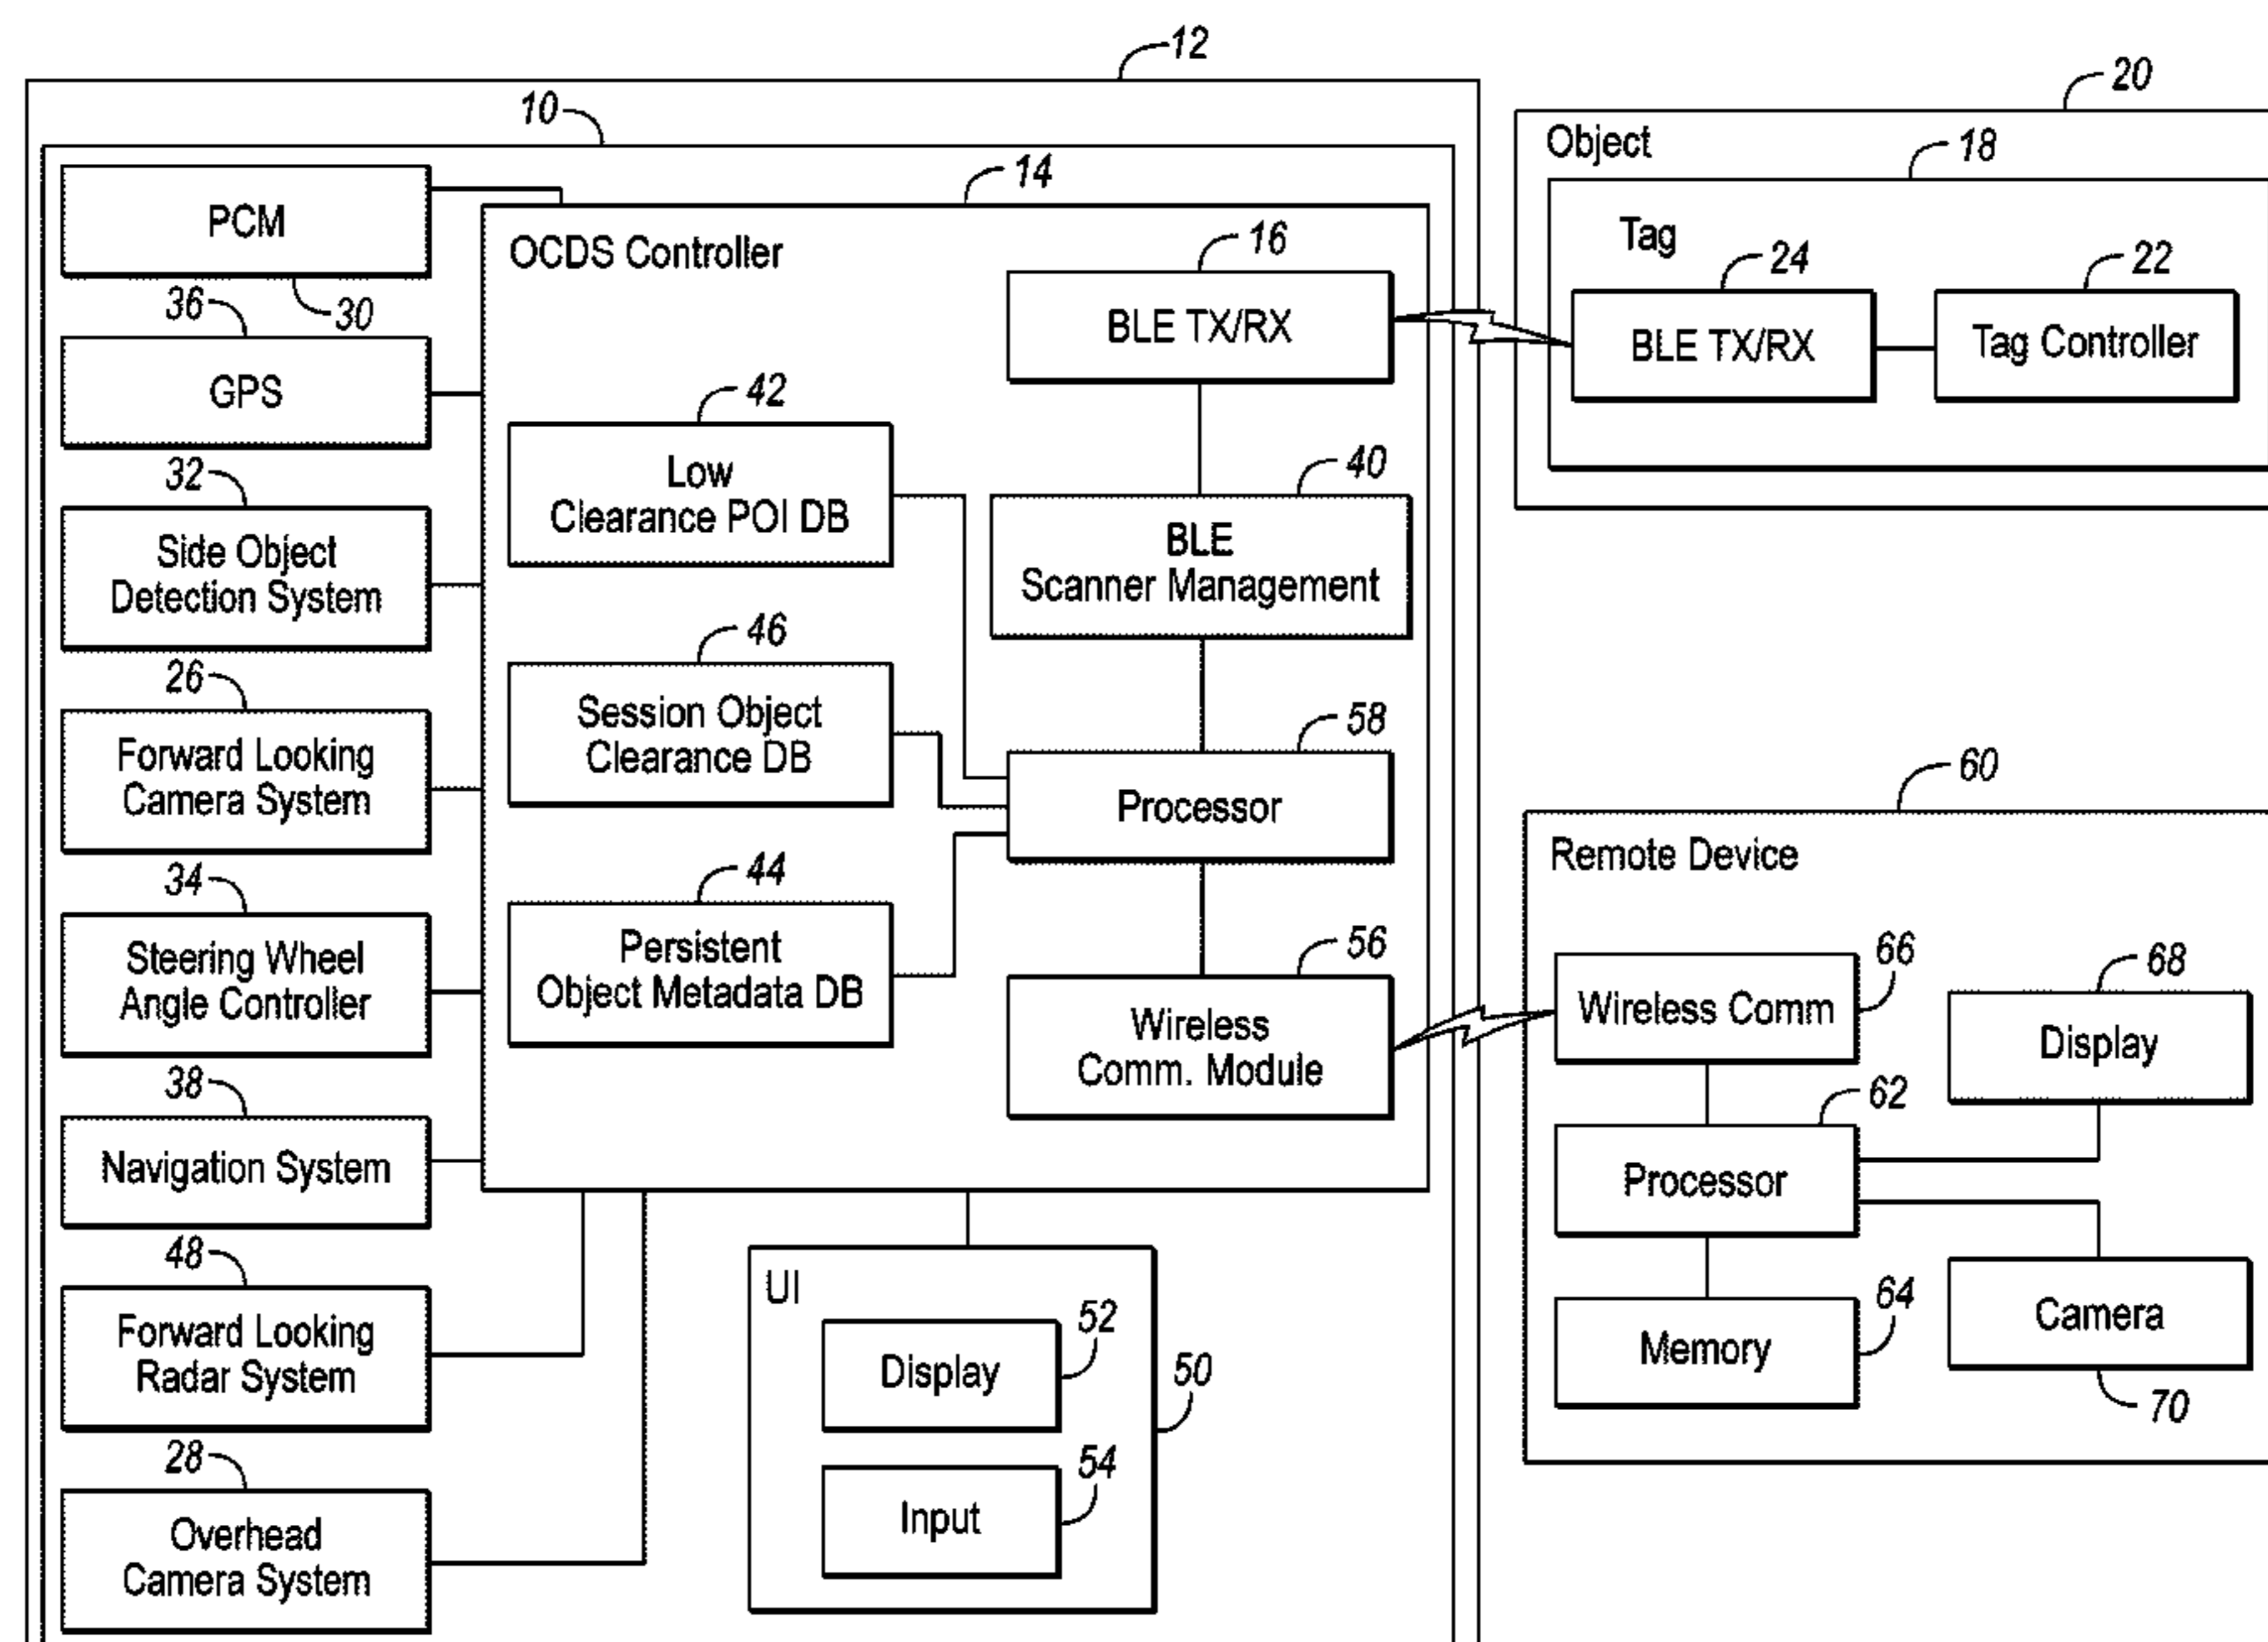 12
10
20
Object
18
14
PCM
OCDS Controller
16
Tag
24
22
30
36
BLE TX/RX
BLE TX/RX
Tag Controller
GPS
42
Low
Clearance POI DB
40
32
Side Object
Detection System
BLE
Scanner Management
46
Session Object
Clearance DB
26
Forward Looking
Camera System
58
Processor
60
Remote Device
44
Persistent
Object Metadata DB
34
Steering Wheel
Angle Controller
56
Wireless
Comm. Module
66
Wireless Comm
68
Display
38
Navigation System
62
Processor
48
Forward Looking
Radar System
UI
52
Display
50
64
Memory
Camera
70
28
Overhead
Camera System
54
Input